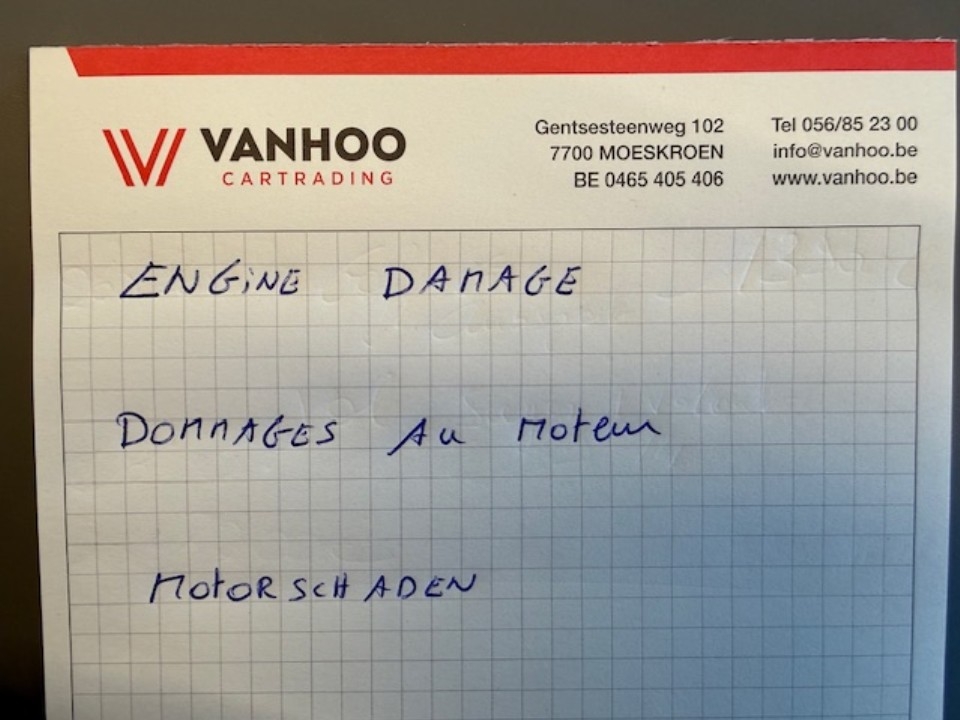 VANHOO
CARTRADING
Gentsesteenweg 102
7700 MOESKROEN
BE 0465 405 406
Tel 056/85 23 00
info@vanhoo.be
www.vanhoo.be
ENGiNE DAMAGE
DOMMAGES Au Moteur
MotorSCHADEN